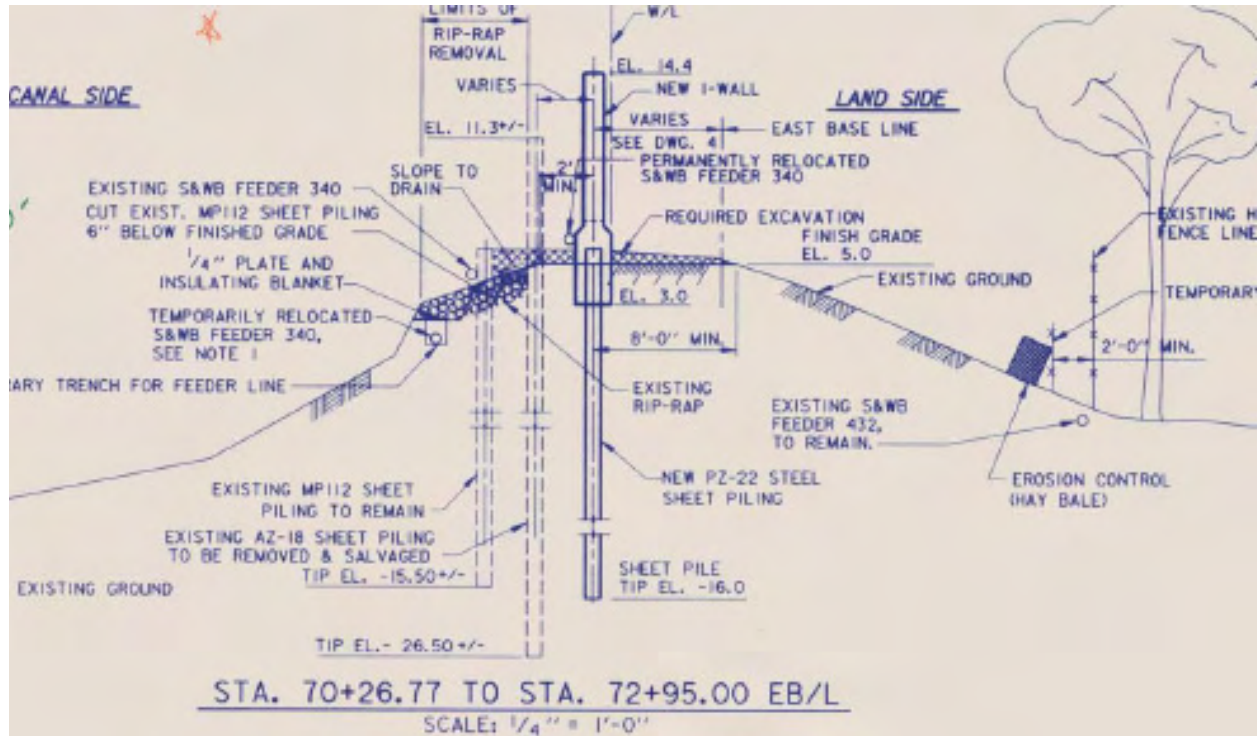 LIMITS OF
RIP-RAP
REMOVAL
W/L
CANAL SIDE
VARIES
EL. 14.4
NEW I-WALL
LAND SIDE
EL. 11.3+/-
VARIES
SEE DWG. 4
EAST BASE LINE
2'
MIN.
PERMANENTLY RELOCATED
S&WB FEEDER 340
EXISTING S&WB FEEDER 340
SLOPE TO
DRAIN
CUT EXIST. MP112 SHEET PILING
6" BELOW FINISHED GRADE
REQUIRED EXCAVATION
FINISH GRADE
EL. 5.0
EXISTING H
FENCE LINE
1/4" PLATE AND
INSULATING BLANKET
EXISTING GROUND
EL. 3.0
TEMPORARY
TEMPORARILY RELOCATED
S&WB FEEDER 340,
SEE NOTE 1
8'-0" MIN.
2'-0" MIN.
RARY TRENCH FOR FEEDER LINE
EXISTING
RIP-RAP
EXISTING S&WB
FEEDER 432,
TO REMAIN.
EXISTING MP112 SHEET
PILING TO REMAIN
NEW PZ-22 STEEL
SHEET PILING
EROSION CONTROL
(HAY BALE)
EXISTING AZ-18 SHEET PILING
TO BE REMOVED & SALVAGED
TIP EL. -15.50+/-
SHEET PILE
TIP EL. -16.0
EXISTING GROUND
TIP EL.- 26.50+/-
STA. 70+26.77 TO STA. 72+95.00 EB/L
SCALE: 1/4" = 1'-0"